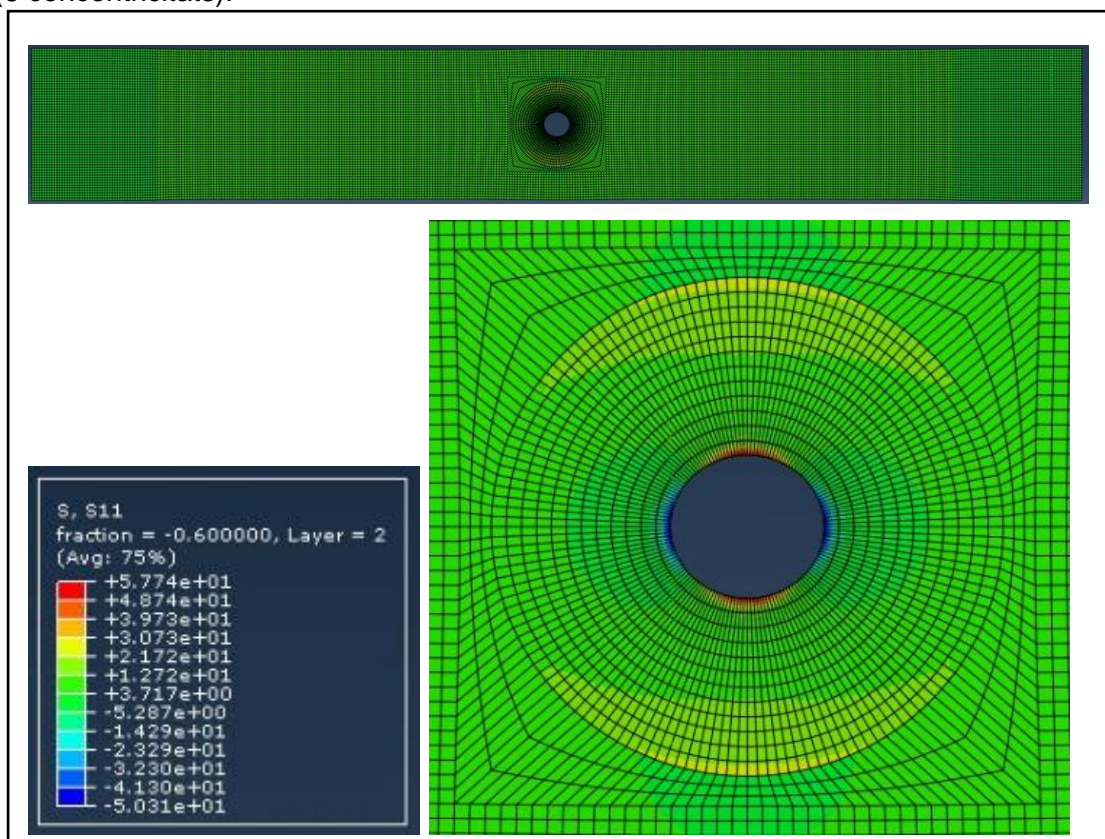 (e concentricitate).
S, S11
fraction = -0.600000, Layer = 2
(Avg: 75%)
+5.774e+01
+4.874e+01
+3.973e+01
+3.073e+01
+2.172e+01
+1.272e+01
+3.717e+00
-5.287e+00
-1.429e+01
-2.329e+01
-3.230e+01
-4.130e+01
-5.031e+01